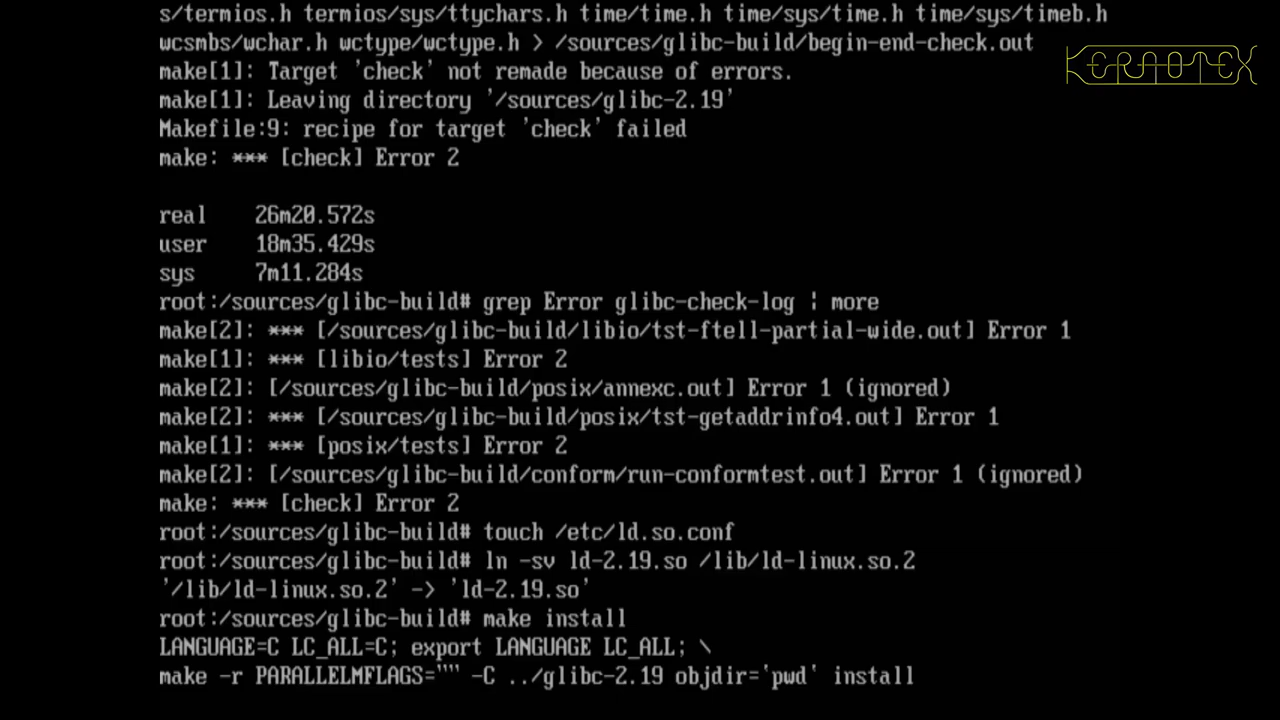 s/termios.h termios/sys/ttychars.h time/time.h time/sys/time.h time/sys/timeb.h
wcsmbs/wchar.h wctype/wctype.h > /sources/glibc-build/begin-end-check.out
KERNOTEX
make[1]: Target 'check' not remade because of errors.
make[1]: Leaving directory '/sources/glibc-2.19'
Makefile:9: recipe for target 'check' failed
make: *** [check] Error 2
real    26m20.572s
user    18m35.429s
sys     7m11.284s
root:/sources/glibc-build# grep Error glibc-check-log | more
make[2]: *** [/sources/glibc-build/libio/tst-ftell-partial-wide.out] Error 1
make[1]: *** [libio/tests] Error 2
make[2]: [/sources/glibc-build/posix/annexc.out] Error 1 (ignored)
make[2]: *** [/sources/glibc-build/posix/tst-getaddrinfo4.out] Error 1
make[1]: *** [posix/tests] Error 2
make[2]: [/sources/glibc-build/conform/run-conformtest.out] Error 1 (ignored)
make: *** [check] Error 2
root:/sources/glibc-build# touch /etc/ld.so.conf
root:/sources/glibc-build# ln -sv ld-2.19.so /lib/ld-linux.so.2
'/lib/ld-linux.so.2' -> 'ld-2.19.so'
root:/sources/glibc-build# make install
LANGUAGE=C LC_ALL=C; export LANGUAGE LC_ALL; \
make -r PARALLELMFLAGS="" -C ../glibc-2.19 objdir=`pwd` install